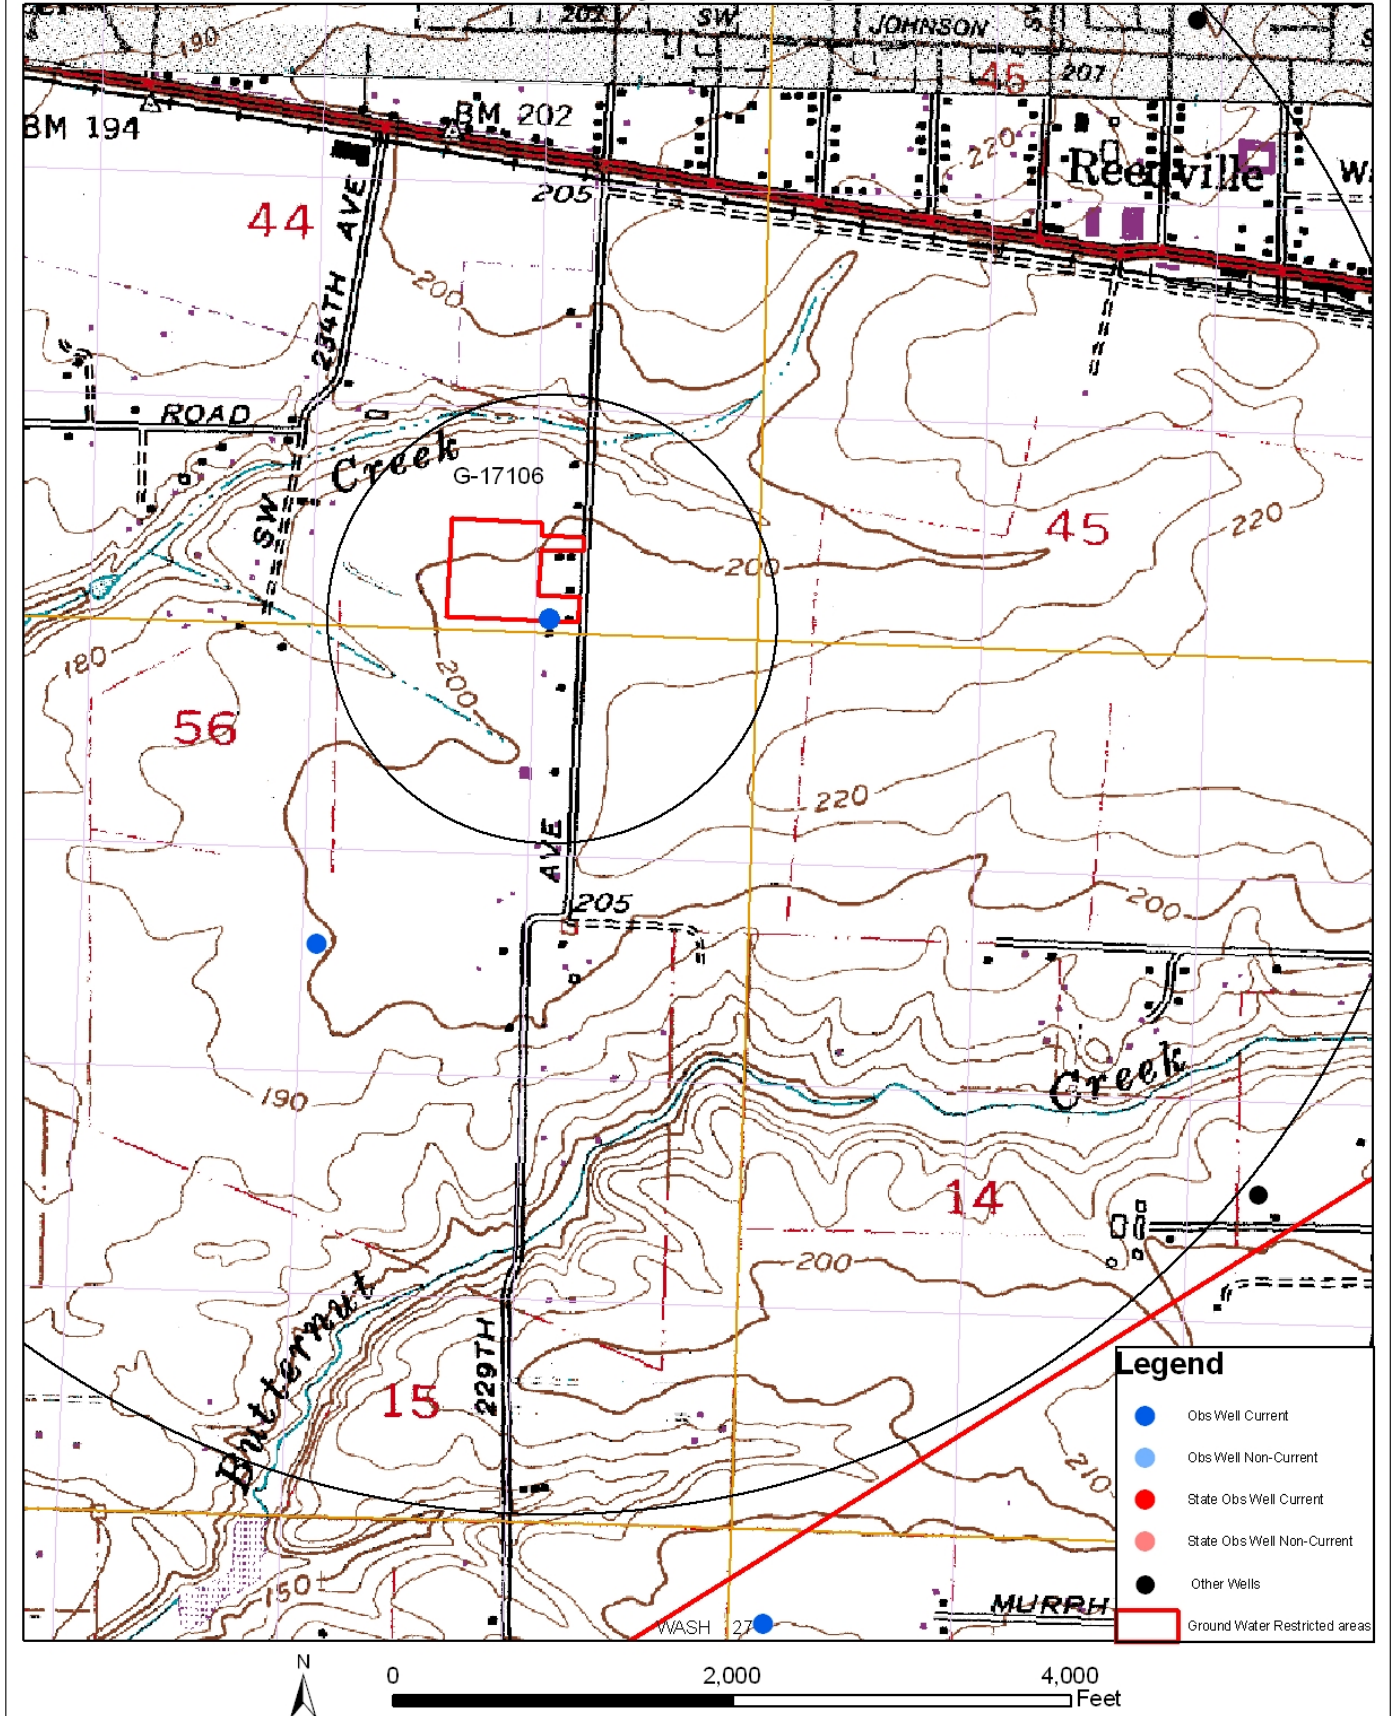 202
SW
JOHNSON
190
46
207
BM 194
BM 202
220
Reedville
205
44
234TH AVE
200
ROAD
Creek
G-17106
SW
45
220
200
180
200
56
220
AVE
205
200
190
Creek
14
200
Butternut
229TH
15
210
150
MURPH
WASH 27
Legend
Obs Well Current
Obs Well Non-Current
State Obs Well Current
State Obs Well Non-Current
Other Wells
Ground Water Restricted areas
N
0
2,000
4,000
Feet